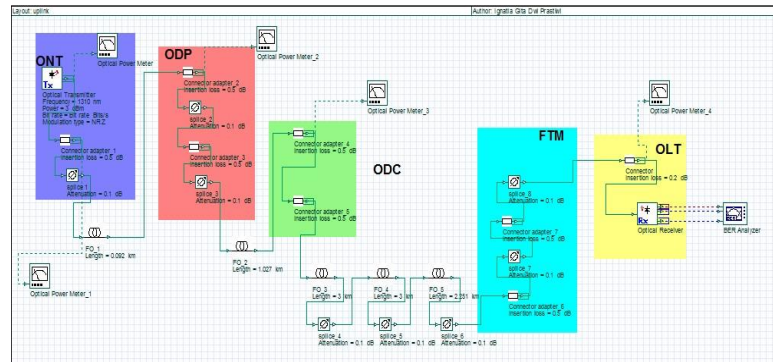 Layout: uplink
Author: Ignatia Gita Dwi Prastiwi
ONT
Optical Power Meter
Tx
Optical Transmitter
Frequency = 1310 nm
Power = 3 dBm
Bit rate = Bit rate Bits/s
Modulation type = NRZ
Connector adapter_1
Insertion loss = 0.5 dB
splice_1
Attenuation = 0.1 dB
FO_1
Length = 0.092 km
Optical Power Meter_1
ODP
Optical Power Meter_2
Connector adapter_2
Insertion loss = 0.5 dB
splice_2
Attenuation = 0.1 dB
Connector adapter_3
Insertion loss = 0.5 dB
splice_3
Attenuation = 0.1 dB
FO_2
Length = 1.027 km
ODC
Optical Power Meter_3
Connector adapter_4
Insertion loss = 0.5 dB
Connector adapter_5
Insertion loss = 0.5 dB
FO_3
Length = 3 km
FO_4
Length = 3 km
FO_5
Length = 2.251 km
splice_4
Attenuation = 0.1 dB
splice_5
Attenuation = 0.1 dB
splice_6
Attenuation = 0.1 dB
FTM
splice_8
Attenuation = 0.1 dB
Connector adapter_7
Insertion loss = 0.5 dB
splice_7
Attenuation = 0.1 dB
Connector adapter_6
Insertion loss = 0.5 dB
OLT
Optical Power Meter_4
Connector
Insertion loss = 0.2 dB
Rx
Optical Receiver
BER Analyzer